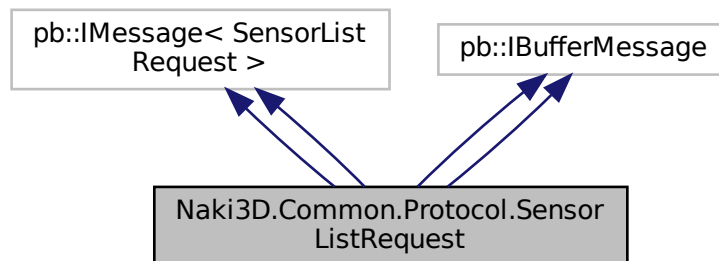 pb::IMessage< SensorList
Request >
pb::IBufferMessage
Naki3D.Common.Protocol.Sensor
ListRequest